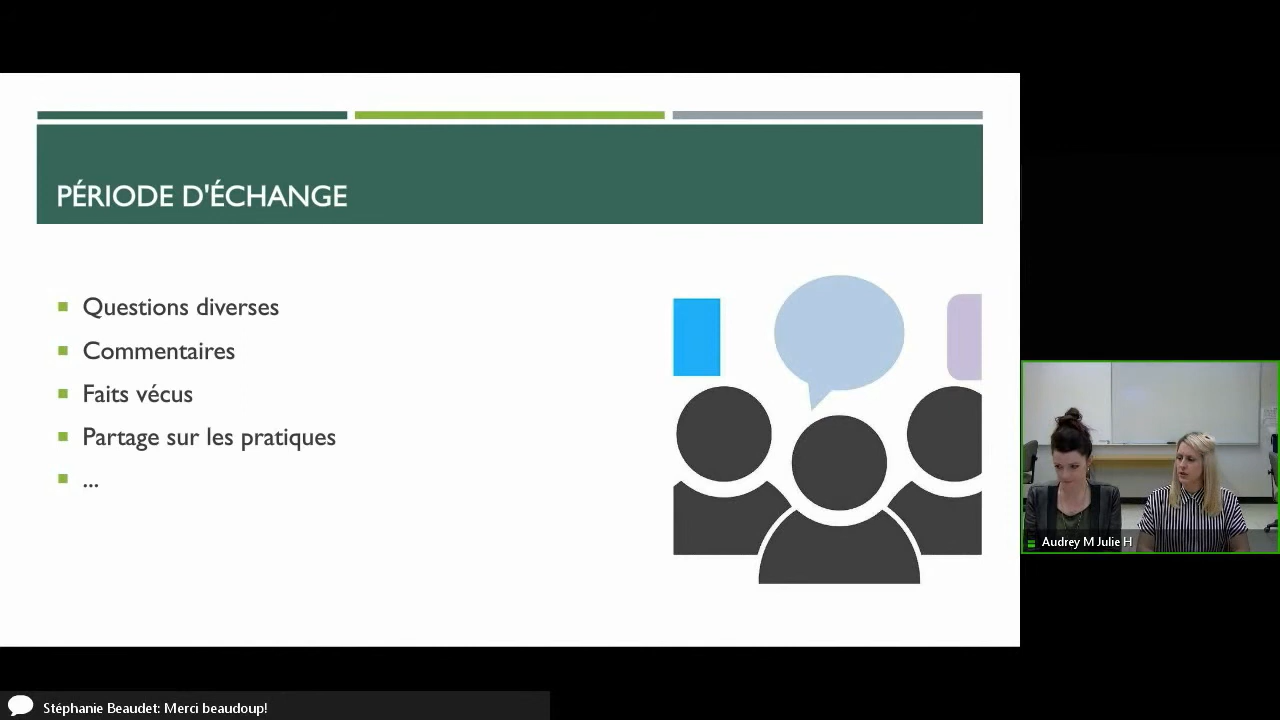 PÉRIODE D'ÉCHANGE
Questions diverses
Commentaires
Faits vécus
Partage sur les pratiques
...
Audrey M Julie H
Stéphanie Beaudet: Merci beaudoup!